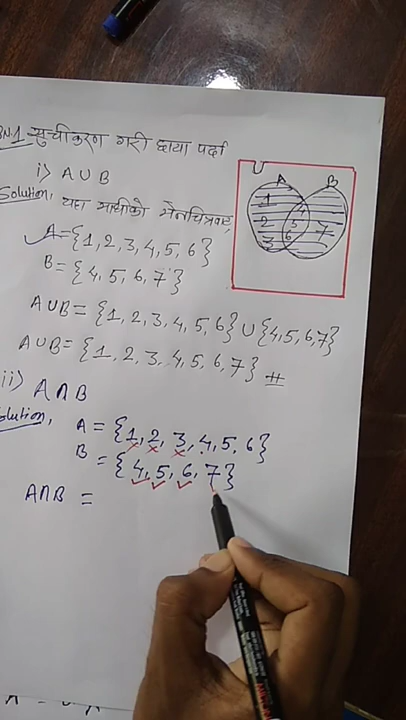 Q.N.1 सुचीकरण गरी छाया पर्दा
i) A ∪ B
Solution, यहा माथीको भेनचित्रबाट,
A = {1, 2, 3, 4, 5, 6}
B = {4, 5, 6, 7}
A∪B = {1, 2, 3, 4, 5, 6} ∪ {4, 5, 6, 7}
A∪B = {1, 2, 3, 4, 5, 6, 7} #
U
A B
1 4
2 5 7
3 6
ii) A ∩ B
Solution, A = {1, 2, 3, 4, 5, 6}
B = {4, 5, 6, 7}
A∩B =